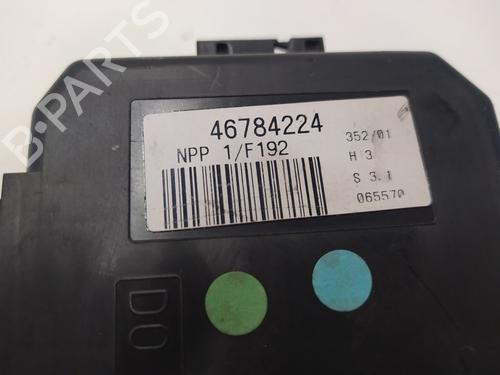 46784224
NPP 1/F192
352/01
H 3
S 3.1
065570
DO
B-PARTS